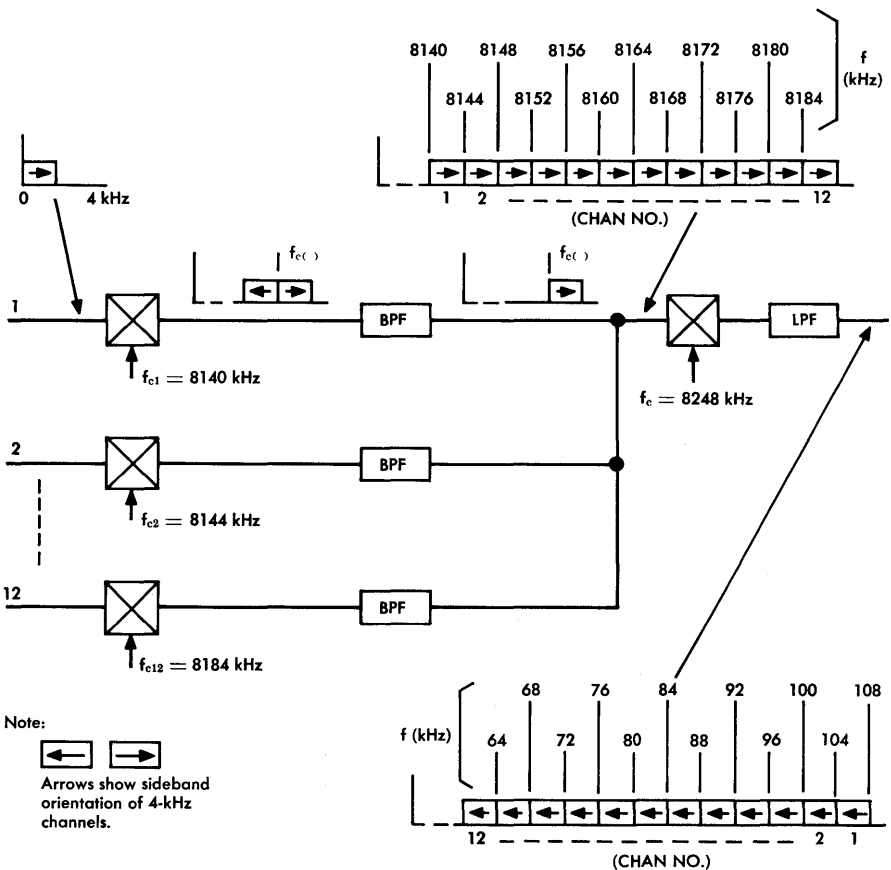 8140 8148 8156 8164 8172 8180
f
(kHz)
8144 8152 8160 8168 8176 8184
0 4 kHz
1 2 12
(CHAN NO.)
fc( ) fc( )
1
BPF
LPF
fc1 = 8140 kHz
fc = 8248 kHz
2
BPF
fc2 = 8144 kHz
12
BPF
fc12 = 8184 kHz
68 76 84 92 100 108
f (kHz)
64 72 80 88 96 104
12 2 1
(CHAN NO.)
Note:
Arrows show sideband
orientation of 4-kHz
channels.